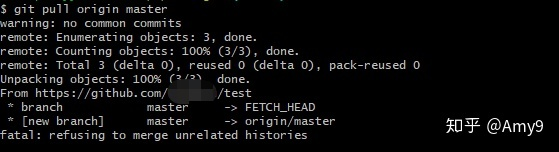 $ git pull origin master
warning: no common commits
remote: Enumerating objects: 3, done.
remote: Counting objects: 100% (3/3), done.
remote: Total 3 (delta 0), reused 0 (delta 0), pack-reused 0
Unpacking objects: 100% (3/3) done.
From https://github.com/ /test
* branch master -> FETCH_HEAD
* [new branch] master -> origin/master
fatal: refusing to merge unrelated histories
知乎 @Amy9